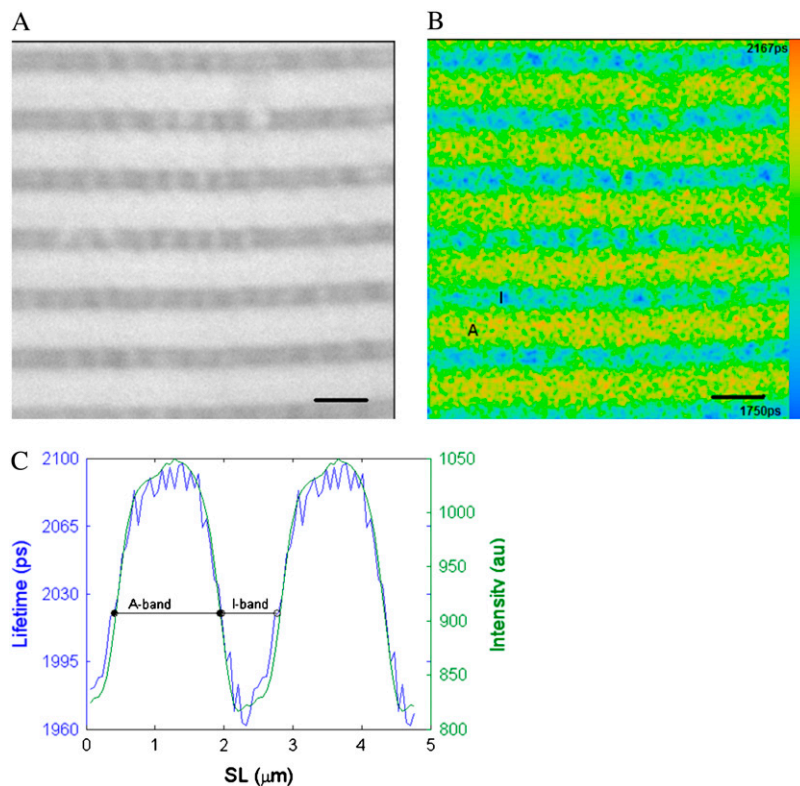 A
B
2167ps
I
A
1750ps
C
2100
2065
2030
1995
1960
Lifetime (ps)
A-band
I-band
1050
1000
950
900
850
800
Intensity (au)
0
1
2
3
4
5
SL (μm)